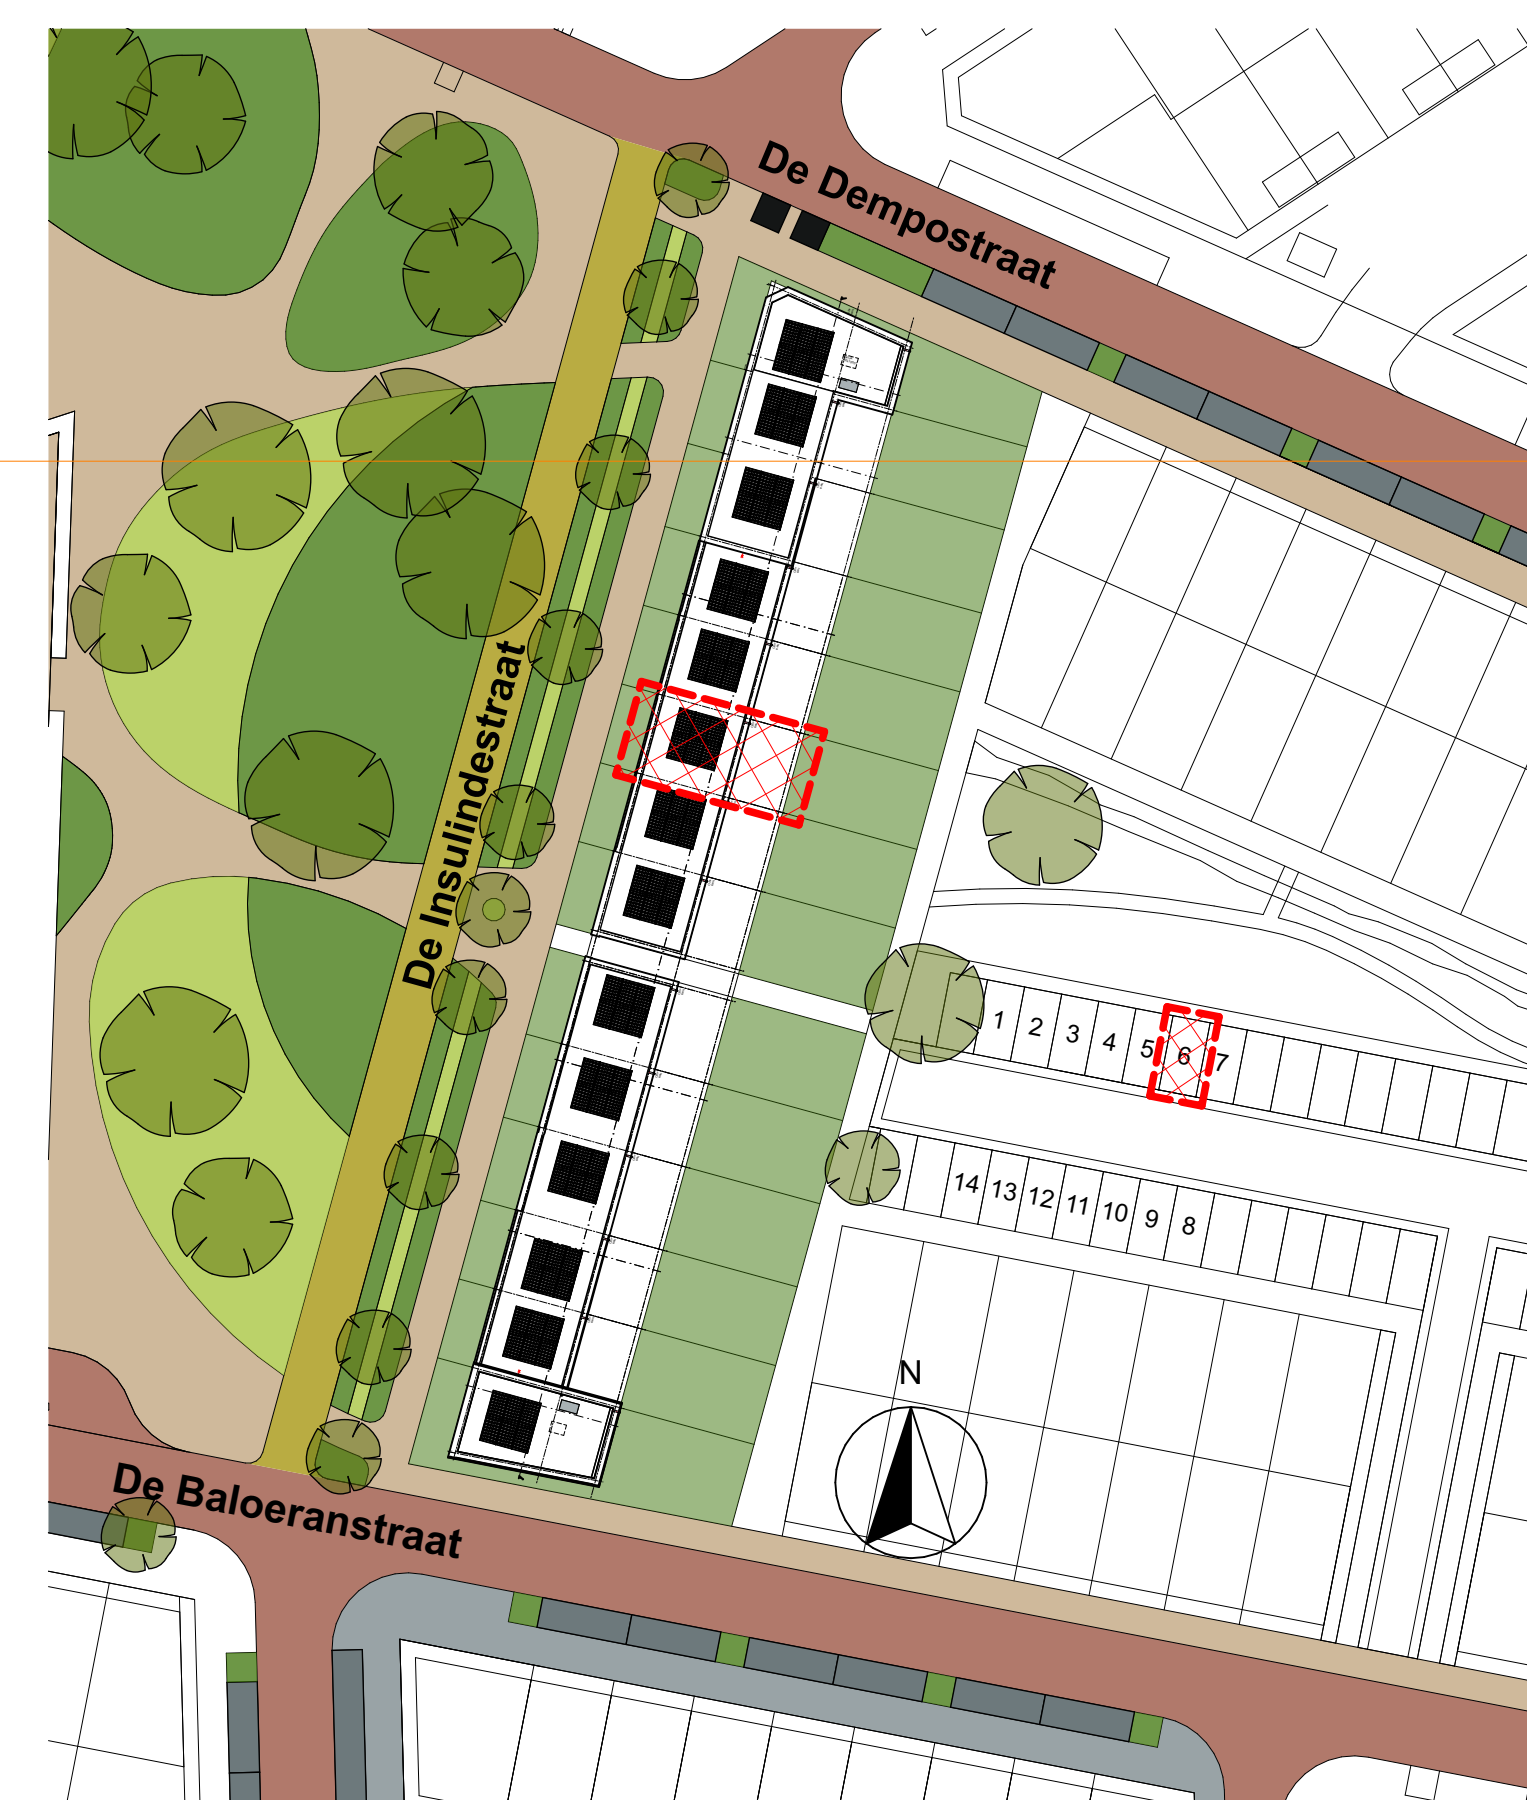 De Dempostraat
De Insulindestraat
1 2 3 4 5 6 7
14 13 12 11 10 9 8
N
De Baloeranstraat